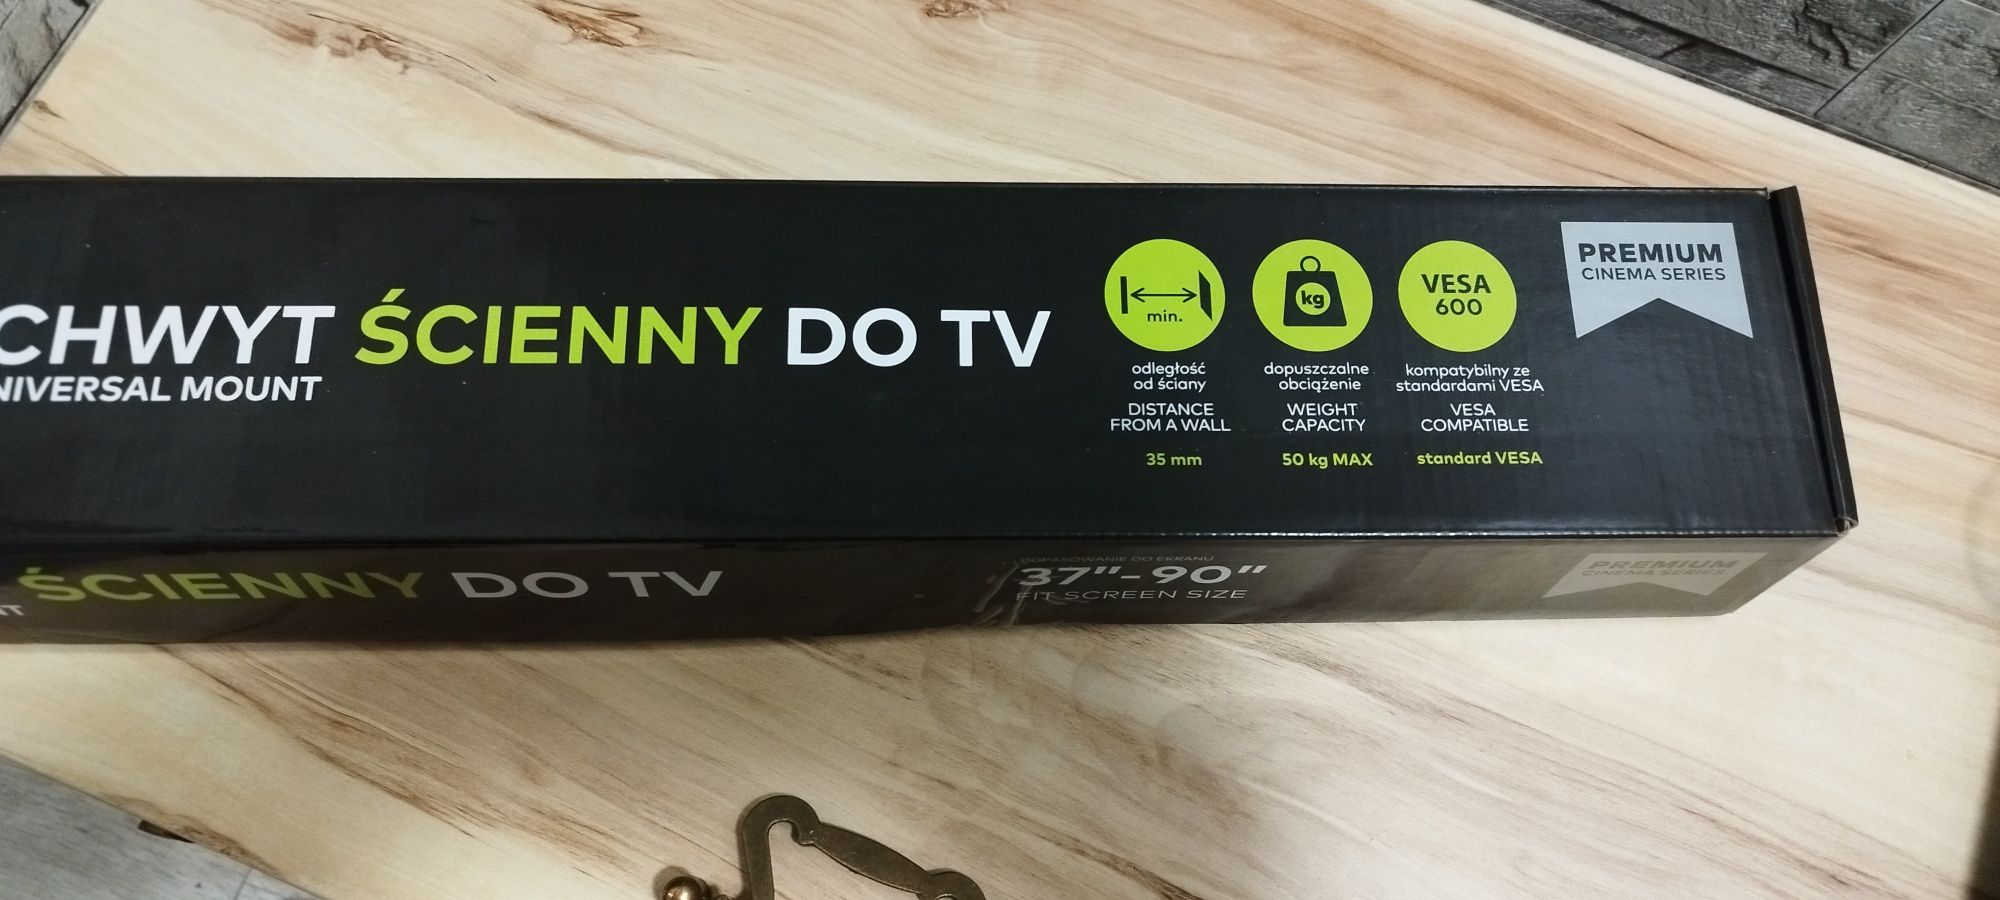 CHWYT ŚCIENNY DO TV
NIVERSAL MOUNT
min.
odległość
od ściany
DISTANCE
FROM A WALL
35 mm
kg
dopuszczalne
obciążenie
WEIGHT
CAPACITY
50 kg MAX
VESA
600
kompatybilny ze
standardami VESA
VESA
COMPATIBLE
standard VESA
PREMIUM
CINEMA SERIES
ŚCIENNY DO TV
NT
DOPASOWANIE DO EKRANU
37"-90"
FIT SCREEN SIZE
PREMIUM
CINEMA SERIES